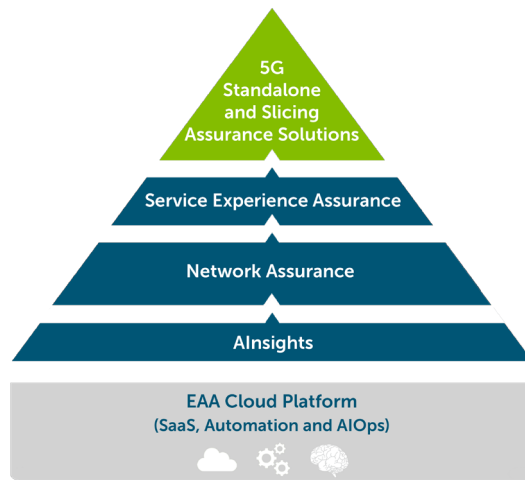 5G
Standalone
and Slicing
Assurance Solutions
Service Experience Assurance
Network Assurance
AInsights
EAA Cloud Platform
(SaaS, Automation and AIOps)